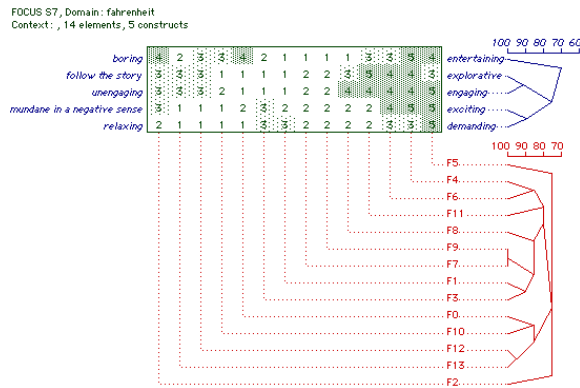 FOCUS S7, Domain: fahrenheit
Context: , 14 elements, 5 constructs
100 90 80 70 60
boring 4 2 3 3 4 2 1 1 1 1 3 3 5 4 entertaining
follow the story 3 3 3 1 1 1 1 2 2 3 5 4 4 3 explorative
unengaging 3 3 3 2 1 1 1 1 2 4 4 4 4 5 engaging
mundane in a negative sense 3 1 1 1 2 3 2 2 2 2 2 4 5 5 exciting
relaxing 2 1 1 1 1 3 3 2 2 2 2 3 3 5 demanding
100 90 80 70
F5
F4
F6
F11
F8
F9
F7
F1
F3
F0
F10
F12
F13
F2